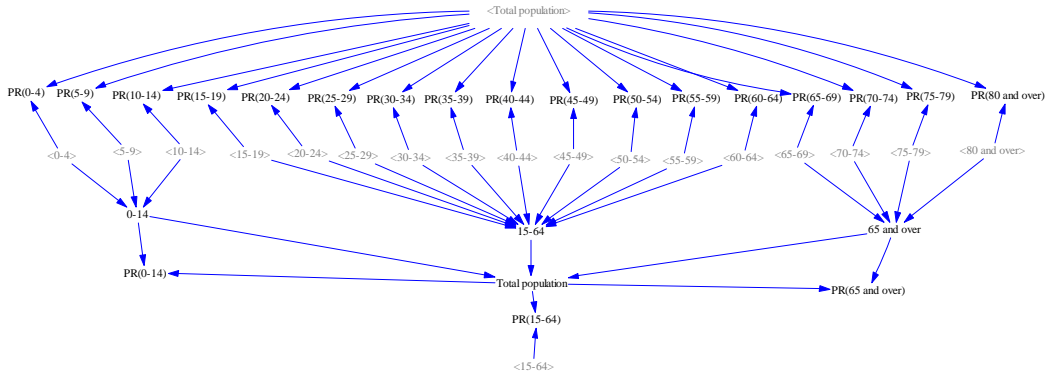 <Total population>
PR(0-4) PR(5-9) PR(10-14) PR(15-19) PR(20-24) PR(25-29) PR(30-34) PR(35-39) PR(40-44) PR(45-49) PR(50-54) PR(55-59) PR(60-64) PR(65-69) PR(70-74) PR(75-79) PR(80 and over)
<0-4> <5-9> <10-14> <15-19> <20-24> <25-29> <30-34> <35-39> <40-44> <45-49> <50-54> <55-59> <60-64> <65-69> <70-74> <75-79> <80 and over>
0-14
15-64
65 and over
PR(0-14)
Total population
PR(65 and over)
PR(15-64)
<15-64>